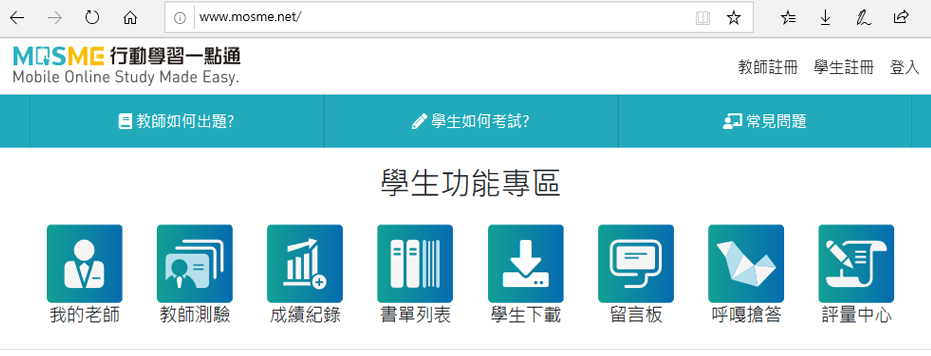 www.mosme.net/
MOSME 行動學習一點通
Mobile Online Study Made Easy.
教師註冊 學生註冊 登入
教師如何出題? 學生如何考試? 常見問題
學生功能專區
我的老師 教師測驗 成績紀錄 書單列表 學生下載 留言板 呼嘎搶答 評量中心